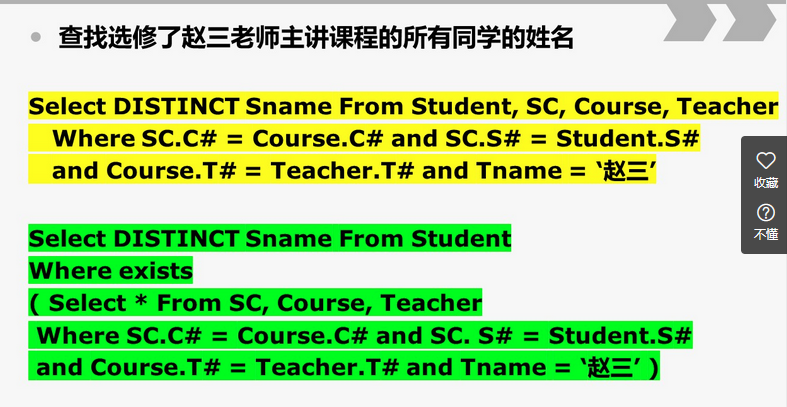 查找选修了赵三老师主讲课程的所有同学的姓名
Select DISTINCT Sname From Student, SC, Course, Teacher
Where SC.C# = Course.C# and SC.S# = Student.S#
and Course.T# = Teacher.T# and Tname = ‘赵三’
收藏
不懂
Select DISTINCT Sname From Student
Where exists
( Select * From SC, Course, Teacher
Where SC.C# = Course.C# and SC. S# = Student.S#
and Course.T# = Teacher.T# and Tname = ‘赵三’ )